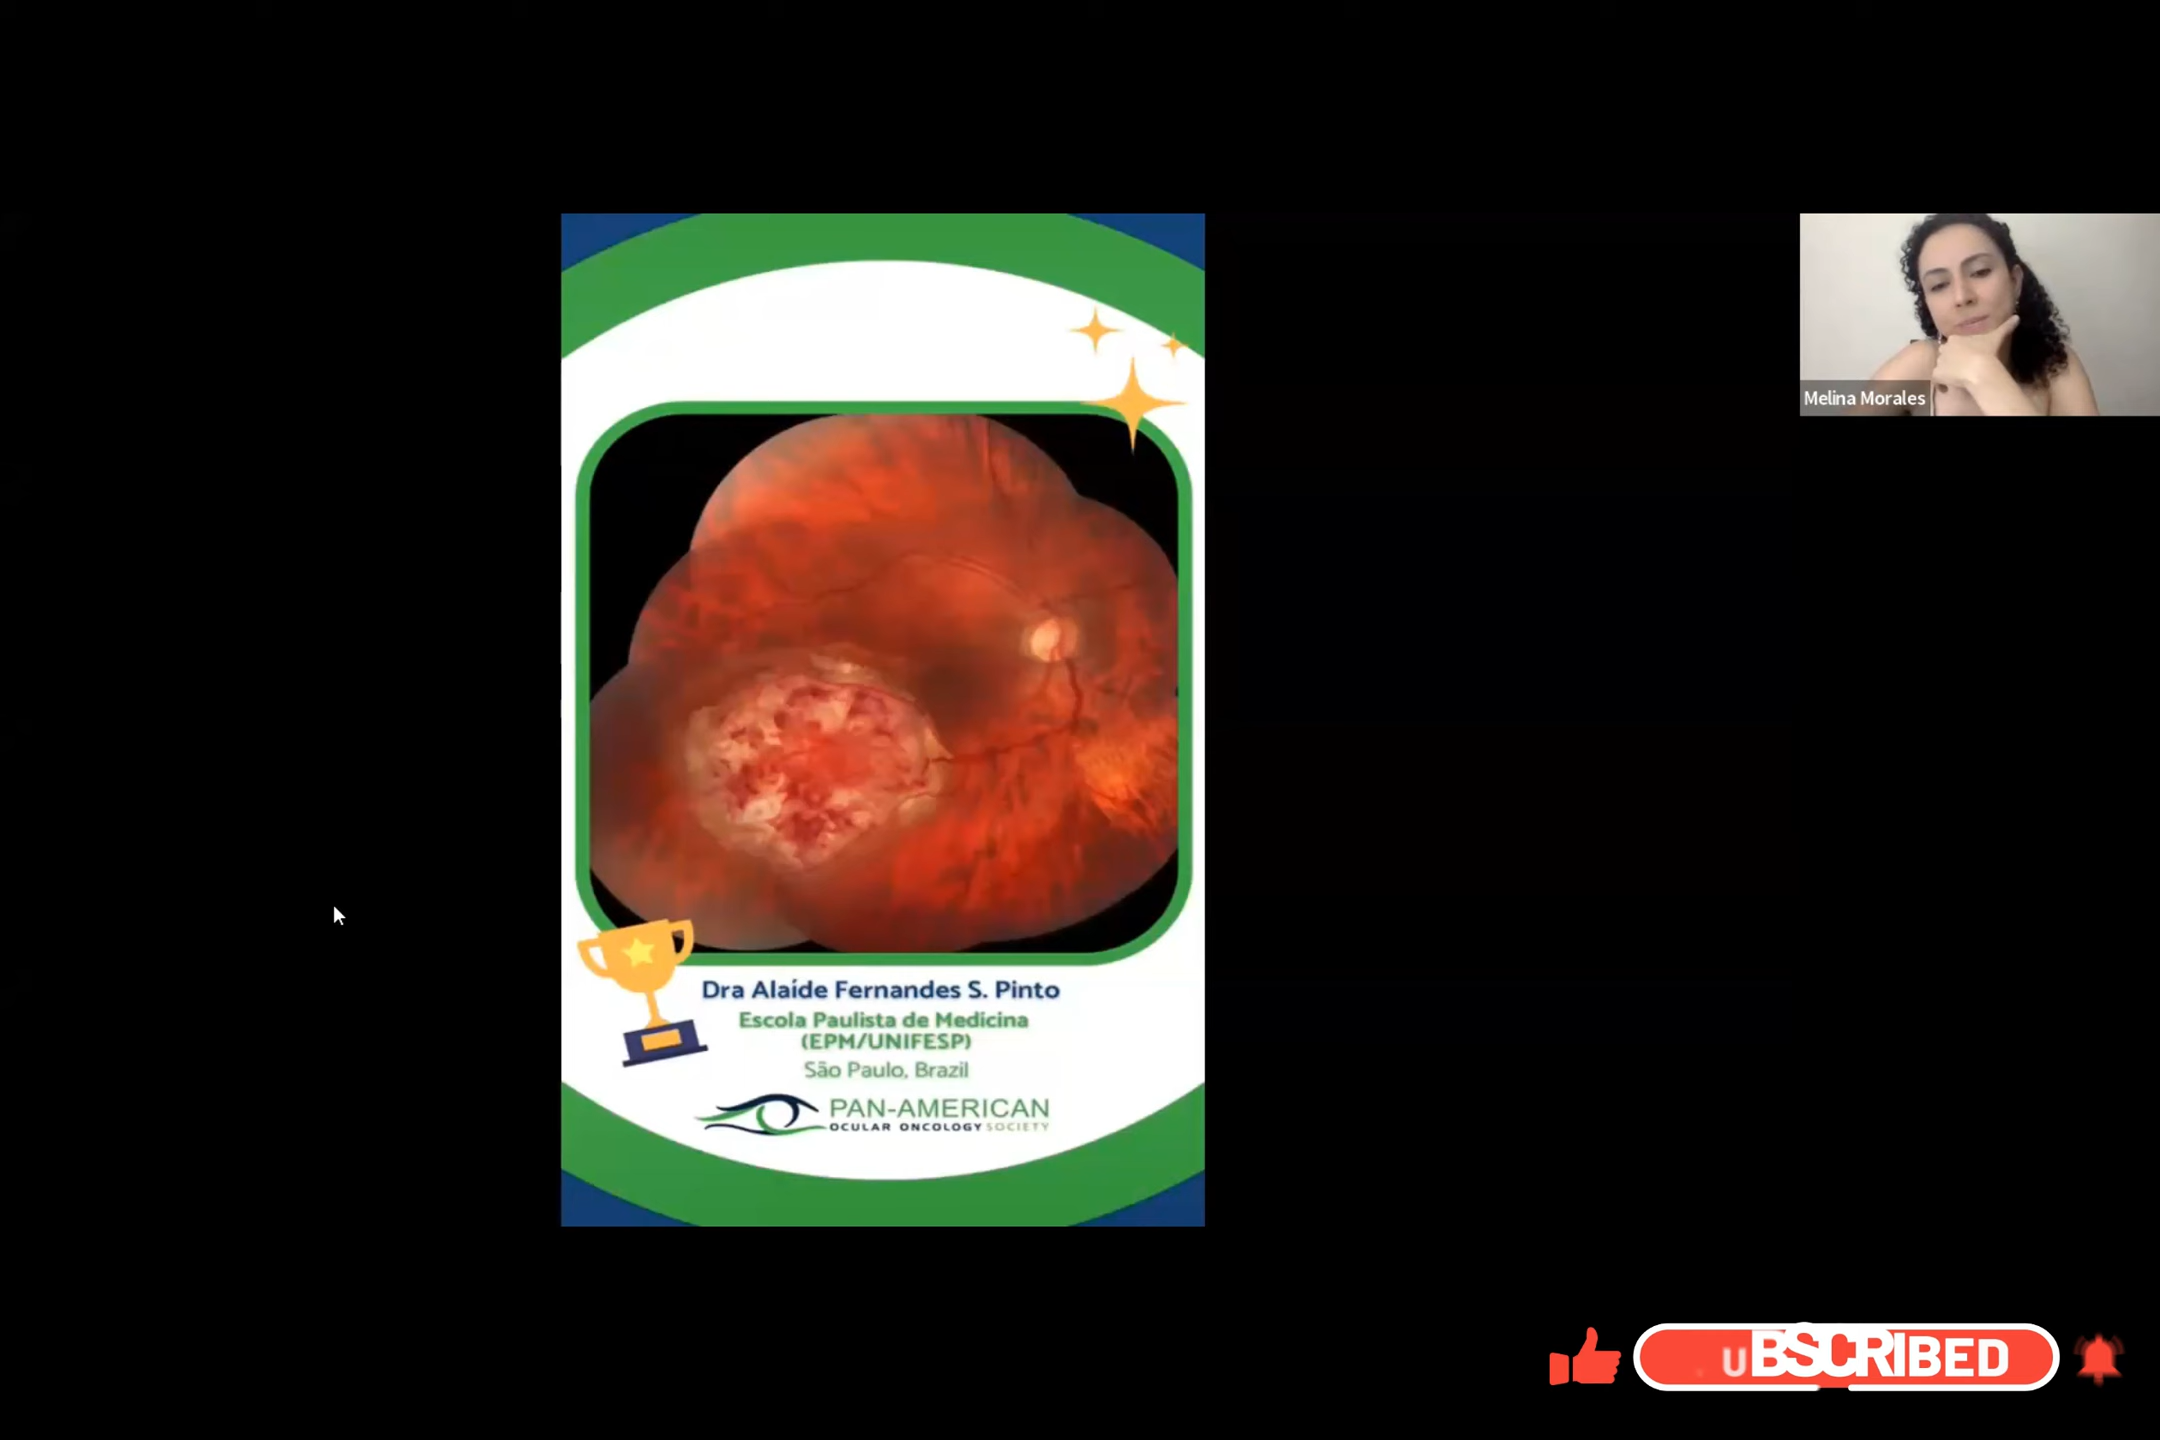 Melina Morales
Dra Alaíde Fernandes S. Pinto
Escola Paulista de Medicina
(EPM/UNIFESP)
São Paulo, Brazil
PAN-AMERICAN
OCULAR ONCOLOGY SOCIETY
UBSCRIBED